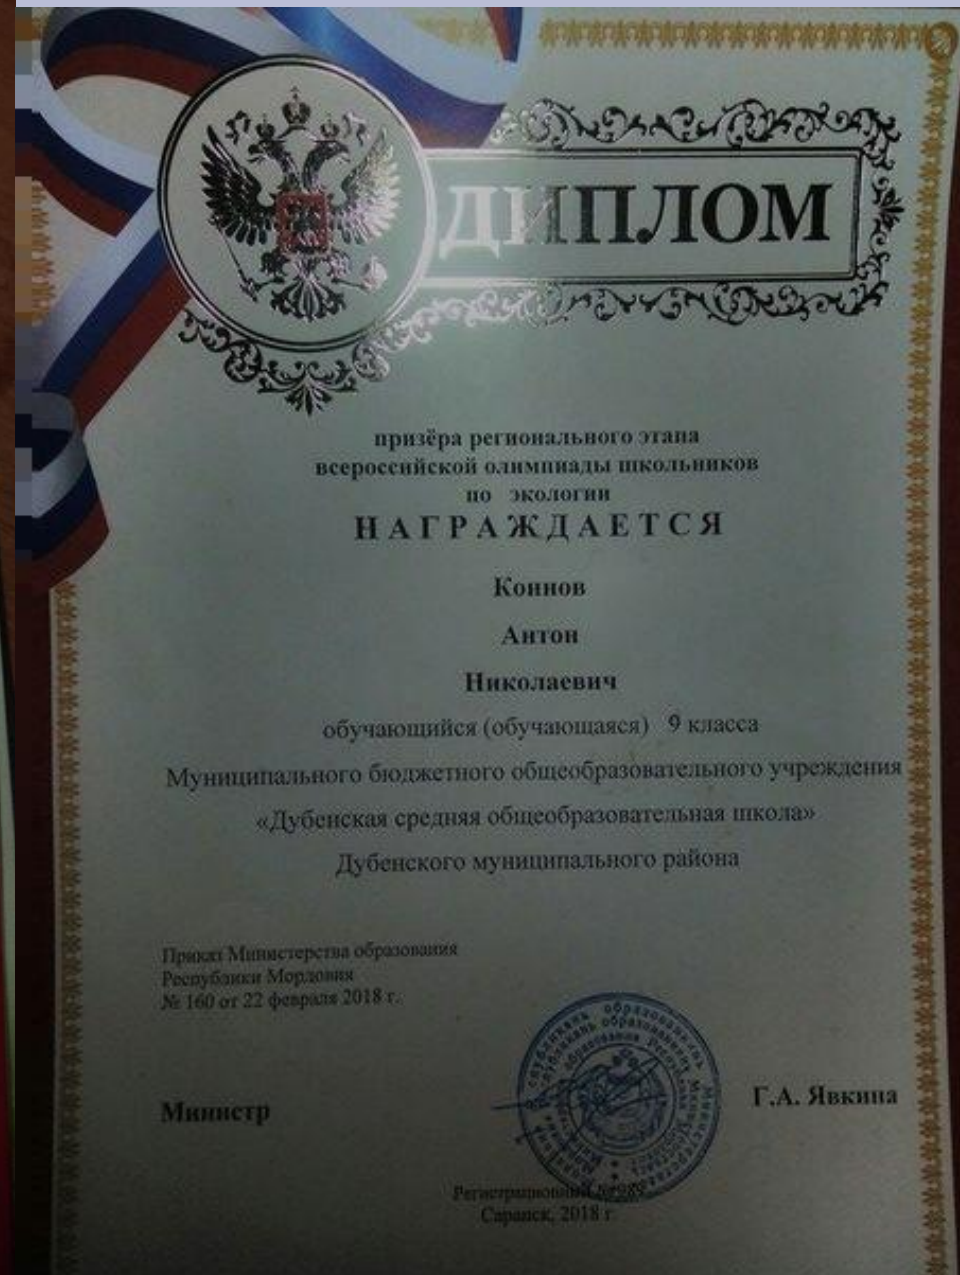 ДИПЛОМ
призёра регионального этапа
всероссийской олимпиады школьников
по экологии
НАГРАЖДАЕТСЯ
Коннов
Антон
Николаевич
обучающийся (обучающаяся) 9 класса
Муниципального бюджетного общеобразовательного учреждения
«Дубенская средняя общеобразовательная школа»
Дубенского муниципального района
Приказ Министерства образования
Республики Мордовия
№ 160 от 22 февраля 2018 г.
Министр
Г.А. Явкина
Регистрационный
Саранск, 2018 г.